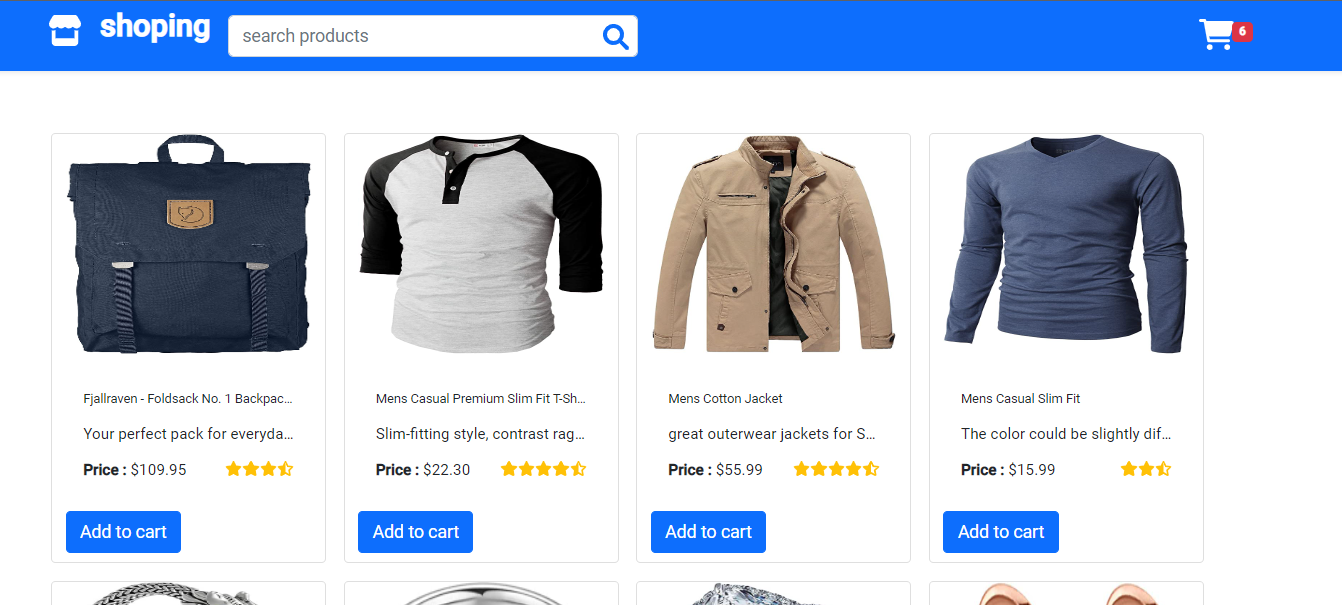 shoping
search products
6
Fjallraven - Foldsack No. 1 Backpac...
Your perfect pack for everyda...
Price : $109.95
Add to cart
Mens Casual Premium Slim Fit T-Sh...
Slim-fitting style, contrast rag...
Price : $22.30
Add to cart
Mens Cotton Jacket
great outerwear jackets for S...
Price : $55.99
Add to cart
Mens Casual Slim Fit
The color could be slightly dif...
Price : $15.99
Add to cart